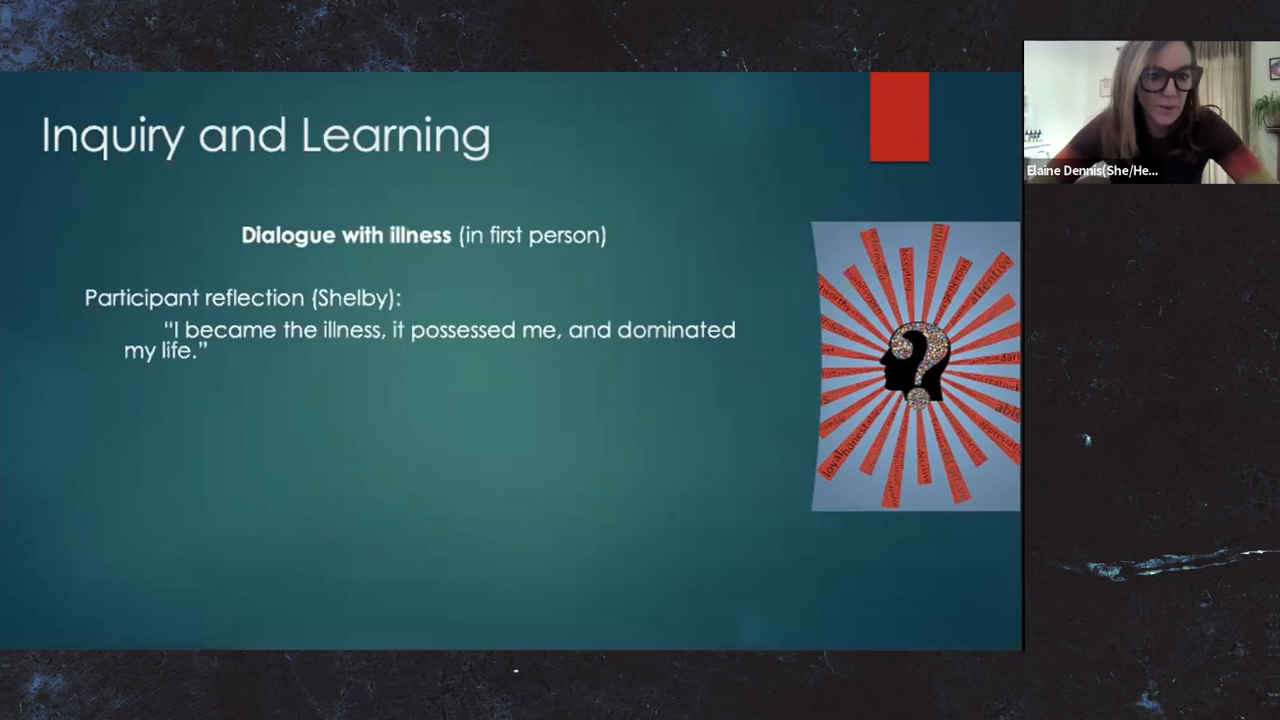 Inquiry and Learning
Dialogue with illness (in first person)
Participant reflection (Shelby):
“I became the illness, it possessed me, and dominated
my life.”
Elaine Dennis(She/He...
thoughtful
generous
attentive
loyal
honest